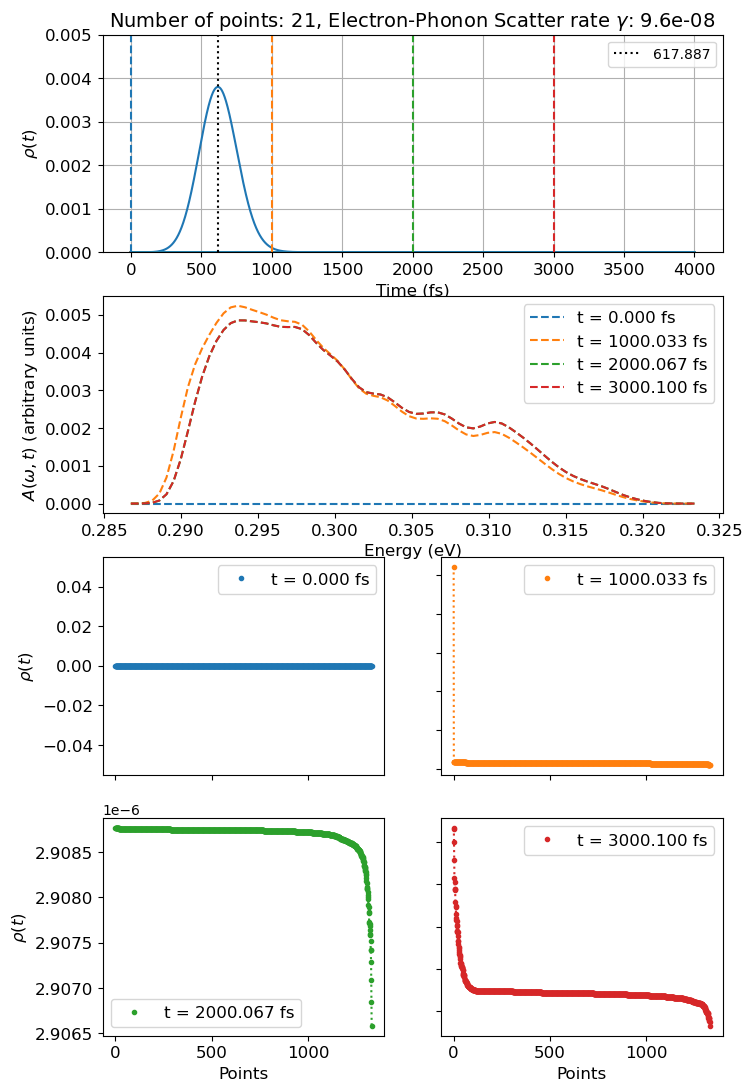 Number of points: 21, Electron-Phonon Scatter rate γ: 9.6e-08
0.005
0.004
0.003
0.002
0.001
0.000
ρ(t)
617.887
0 500 1000 1500 2000 2500 3000 3500 4000
Time (fs)
0.005
0.004
0.003
0.002
0.001
0.000
A(ω, t) (arbitrary units)
t = 0.000 fs
t = 1000.033 fs
t = 2000.067 fs
t = 3000.100 fs
0.285 0.290 0.295 0.300 0.305 0.310 0.315 0.320 0.325
Energy (eV)
0.04
0.02
0.00
−0.02
−0.04
ρ(t)
t = 0.000 fs
t = 1000.033 fs
1e−6
2.9085
2.9080
2.9075
2.9070
2.9065
ρ(t)
t = 2000.067 fs
0 500 1000
Points
t = 3000.100 fs
0 1000
Points